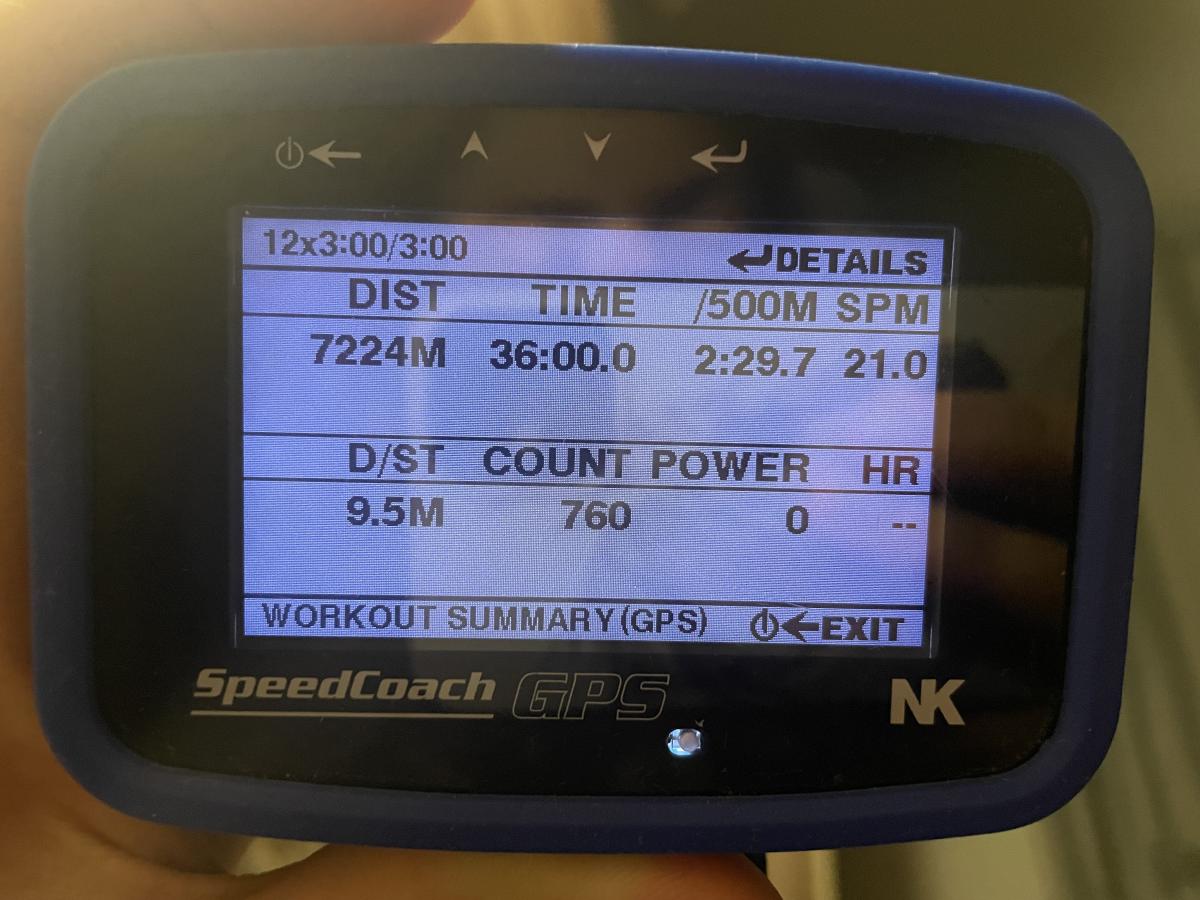 12x3:00/3:00 DETAILS
DIST TIME /500M SPM
7224M 36:00.0 2:29.7 21.0
D/ST COUNT POWER HR
9.5M 760 0 --
WORKOUT SUMMARY(GPS) EXIT
SpeedCoach GPS NK